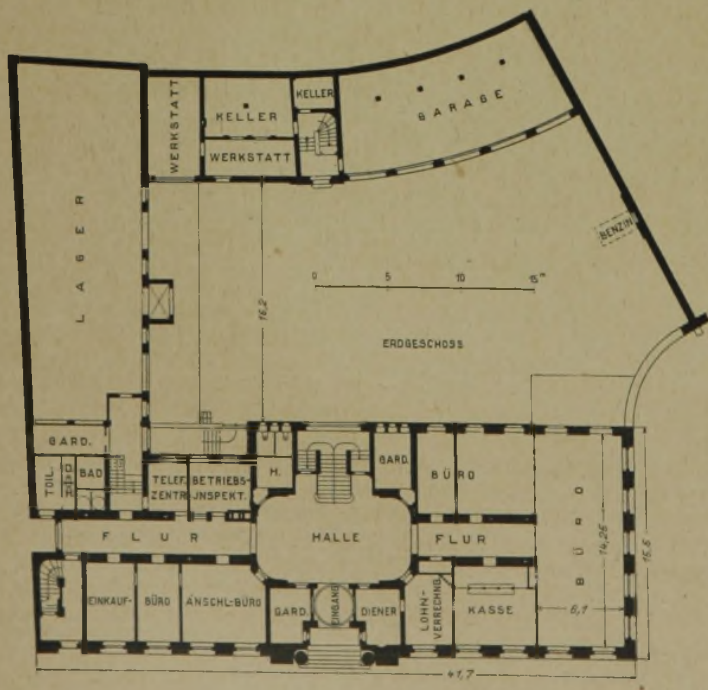 KELLER
KELLER
WERKSTATT
WERKSTATT
GARAGE
LAGER
BENZIN
0 5 10 15 m
16,2
ERDGESCHOSS
GARD.
TOIL.
BAD
TELEF.
ZENTR.
BETRIEBS-
JNSPEKT.
H.
GARD.
BÜRO
BÜRO
14,26
15,6
6,1
FLUR
HALLE
FLUR
EINKAUF-
BÜRO
ANSCHL-BÜRO
GARD.
EINGANG
DIENER
LOHN-
VERRECHNG.
KASSE
41,7